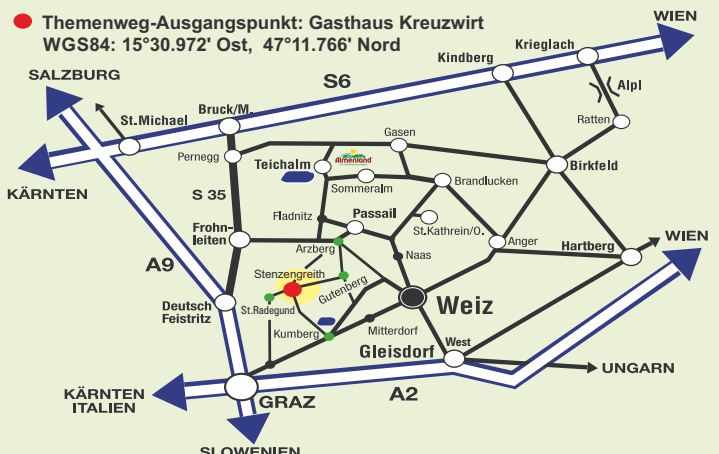 Themenweg-Ausgangspunkt: Gasthaus Kreuzwirt
WGS84: 15°30.972' Ost, 47°11.766' Nord
WIEN
Krieglach
Kindberg
SALZBURG
S6
Alpl
Bruck/M.
St.Michael
Ratten
Gasen
Pernegg
Teichalm
Almenland
Birkfeld
KÄRNTEN
S 35
Sommeralm
Brandlucken
Fladnitz
Passail
St.Kathrein/O.
Frohn-
leiten
Arzberg
Anger
Hartberg
WIEN
Naas
A9
Stenzengreith
Gutenberg
Deutsch
Feistritz
St.Radegund
Weiz
Kumberg
Mitterdorf
Gleisdorf
West
UNGARN
KÄRNTEN
ITALIEN
GRAZ
A2
SLOWENIEN